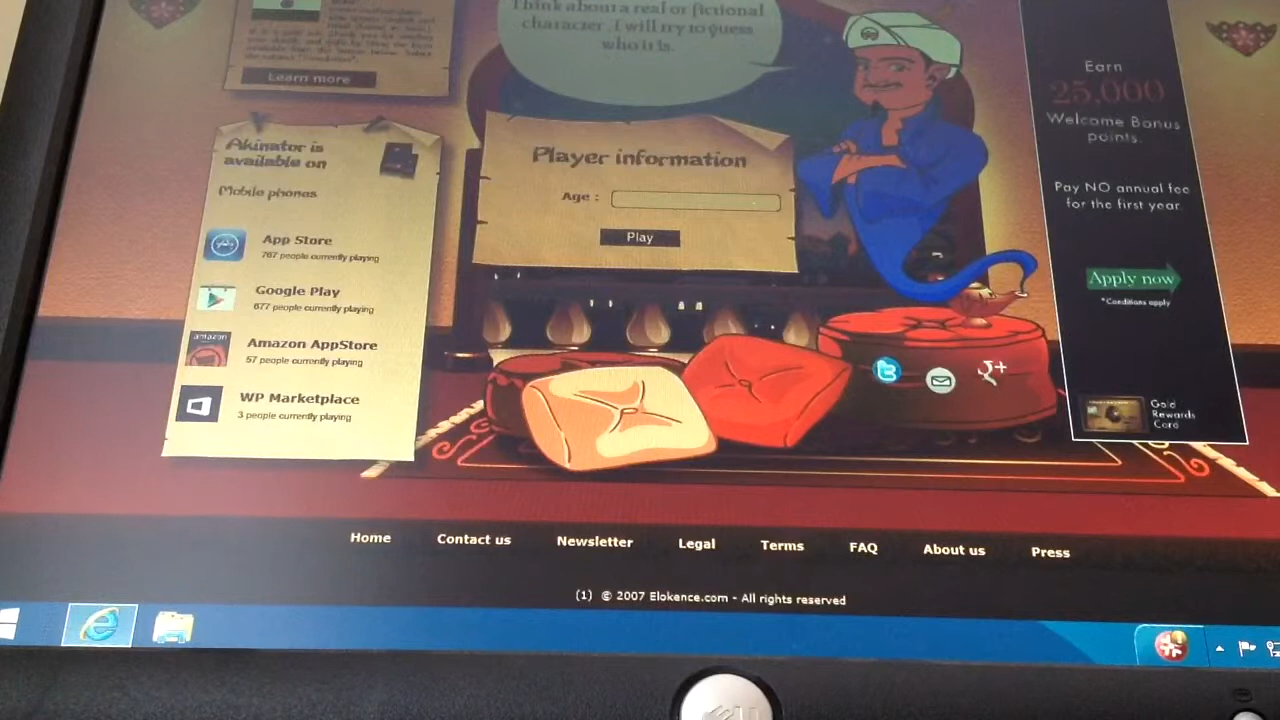 Learn more
Think about a real or fictional
character. I will try to guess
who it is.
Akinator is
available on
Mobile phones
App Store
767 people currently playing
Google Play
677 people currently playing
amazon
Amazon AppStore
57 people currently playing
WP Marketplace
3 people currently playing
Player information
Age :
Play
g+
Earn
25,000
Welcome Bonus
points.
Pay NO annual fee
for the first year.
Apply now
*Conditions apply
Gold
Rewards
Card
Home Contact us Newsletter Legal Terms FAQ About us Press
(1) © 2007 Elokence.com - All rights reserved